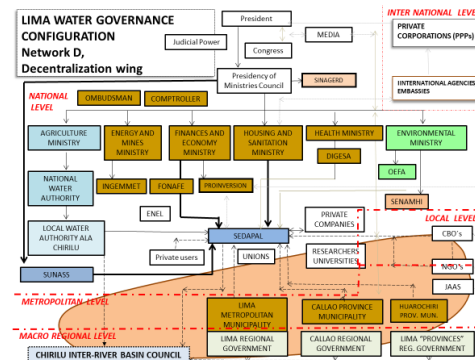 LIMA WATER GOVERNANCE
CONFIGURATION
Network D,
Decentralization wing
President
Judicial Power
MEDIA
Congress
Presidency of
Ministries Council
SINAGERD
INTER NATIONAL LEVEL
PRIVATE
CORPORATIONS (PPPs)
INTERNATIONAL AGENCIES
EMBASSIES
NATIONAL
LEVEL
OMBUDSMAN
COMPTROLLER
AGRICULTURE
MINISTRY
ENERGY AND
MINES
MINISTRY
FINANCES AND
ECONOMY
MINISTRY
HOUSING AND
SANITATION
MINISTRY
HEALTH MINISTRY
ENVIRONMENTAL
MINISTRY
DIGESA
OEFA
NATIONAL
WATER
AUTHORITY
INGEMMET
FONAFE
PROINVERSION
SENAMHI
ENEL
PRIVATE
COMPANIES
LOCAL LEVEL
LOCAL WATER
AUTHORITY ALA
CHIRILU
SEDAPAL
CBO's
Private users
UNIONS
RESEARCHERS
UNIVERSITIES
NGO's
SUNASS
JAAS
METROPOLITAN LEVEL
LIMA
METROPOLITAN
MUNICIPALITY
CALLAO PROVINCE
MUNICIPALITY
HUAROCHIRI
PROV. MUN.
MACRO REGIONAL LEVEL
LIMA REGIONAL
GOVERNMENT
CALLAO REGIONAL
GOVERNMENT
LIMA "PROVINCES"
REG. GOVERNMENT
CHIRILU INTER-RIVER BASIN COUNCIL